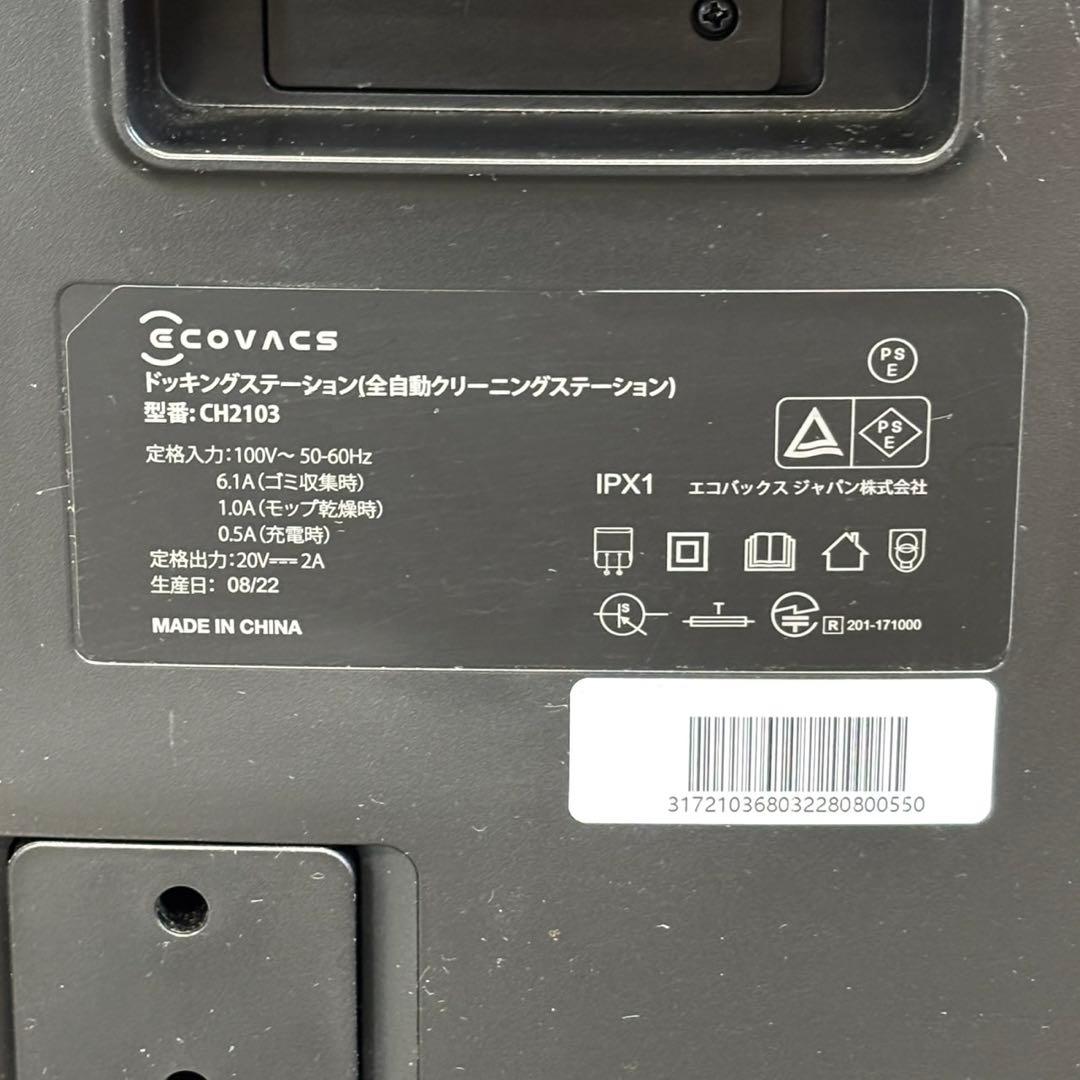 ECOVACS
ドッキングステーション(全自動クリーニングステーション)
型番: CH2103
定格入力:100V～ 50-60Hz
6.1A(ゴミ収集時)
1.0A(モップ乾燥時)
0.5A(充電時)
定格出力:20V⎓2A
生産日: 08/22
MADE IN CHINA
PSE
PSE
IPX1 エコバックス ジャパン株式会社
S
T
R 201-171000
317210368032280800550